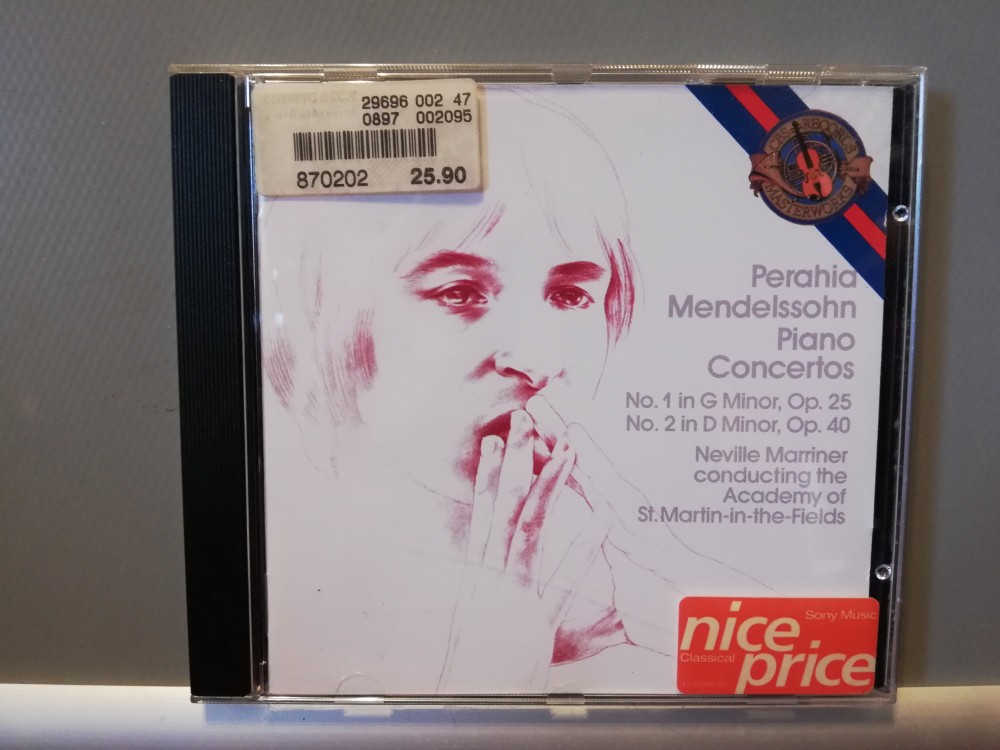 29696 002 47
0897 002095
870202 25.90
CBS RECORDS
MASTERWORKS
Perahia
Mendelssohn
Piano
Concertos
No. 1 in G Minor, Op. 25
No. 2 in D Minor, Op. 40
Neville Marriner
conducting the
Academy of
St. Martin-in-the-Fields
Sony Music
nice
Classical
price